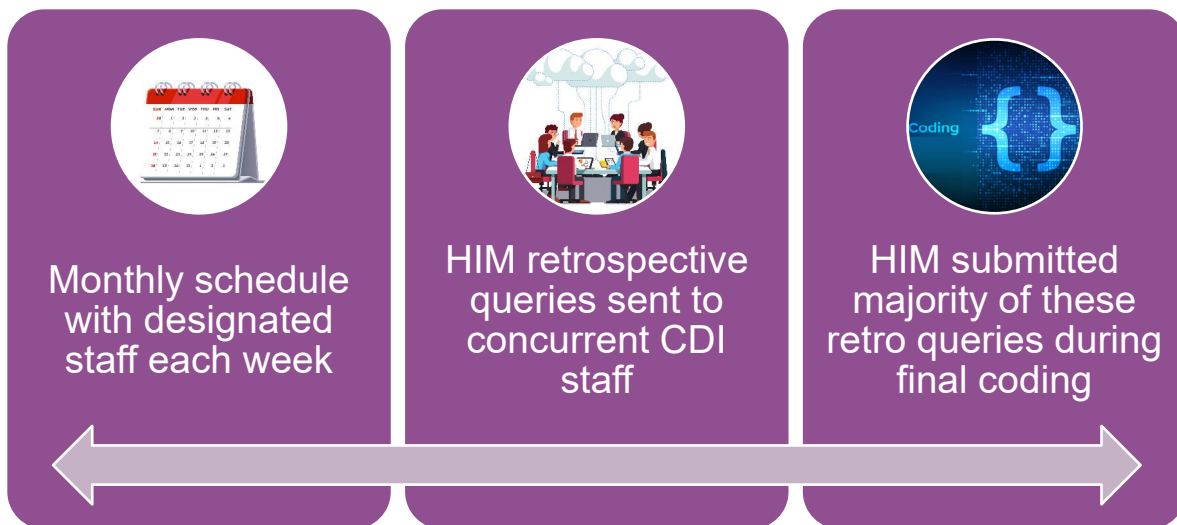 Monthly schedule
with designated
staff each week
HIM retrospective
queries sent to
concurrent CDI
staff
Coding
{}
HIM submitted
majority of these
retro queries during
final coding